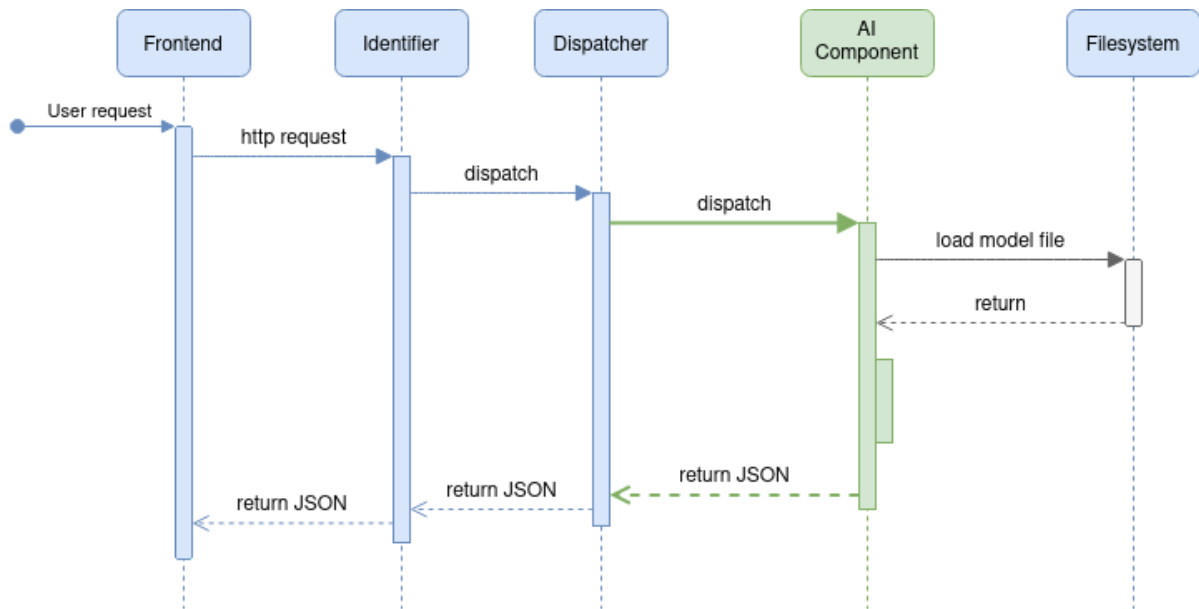 Frontend
Identifier
Dispatcher
AI
Component
Filesystem
User request
http request
dispatch
dispatch
load model file
return
return JSON
return JSON
return JSON